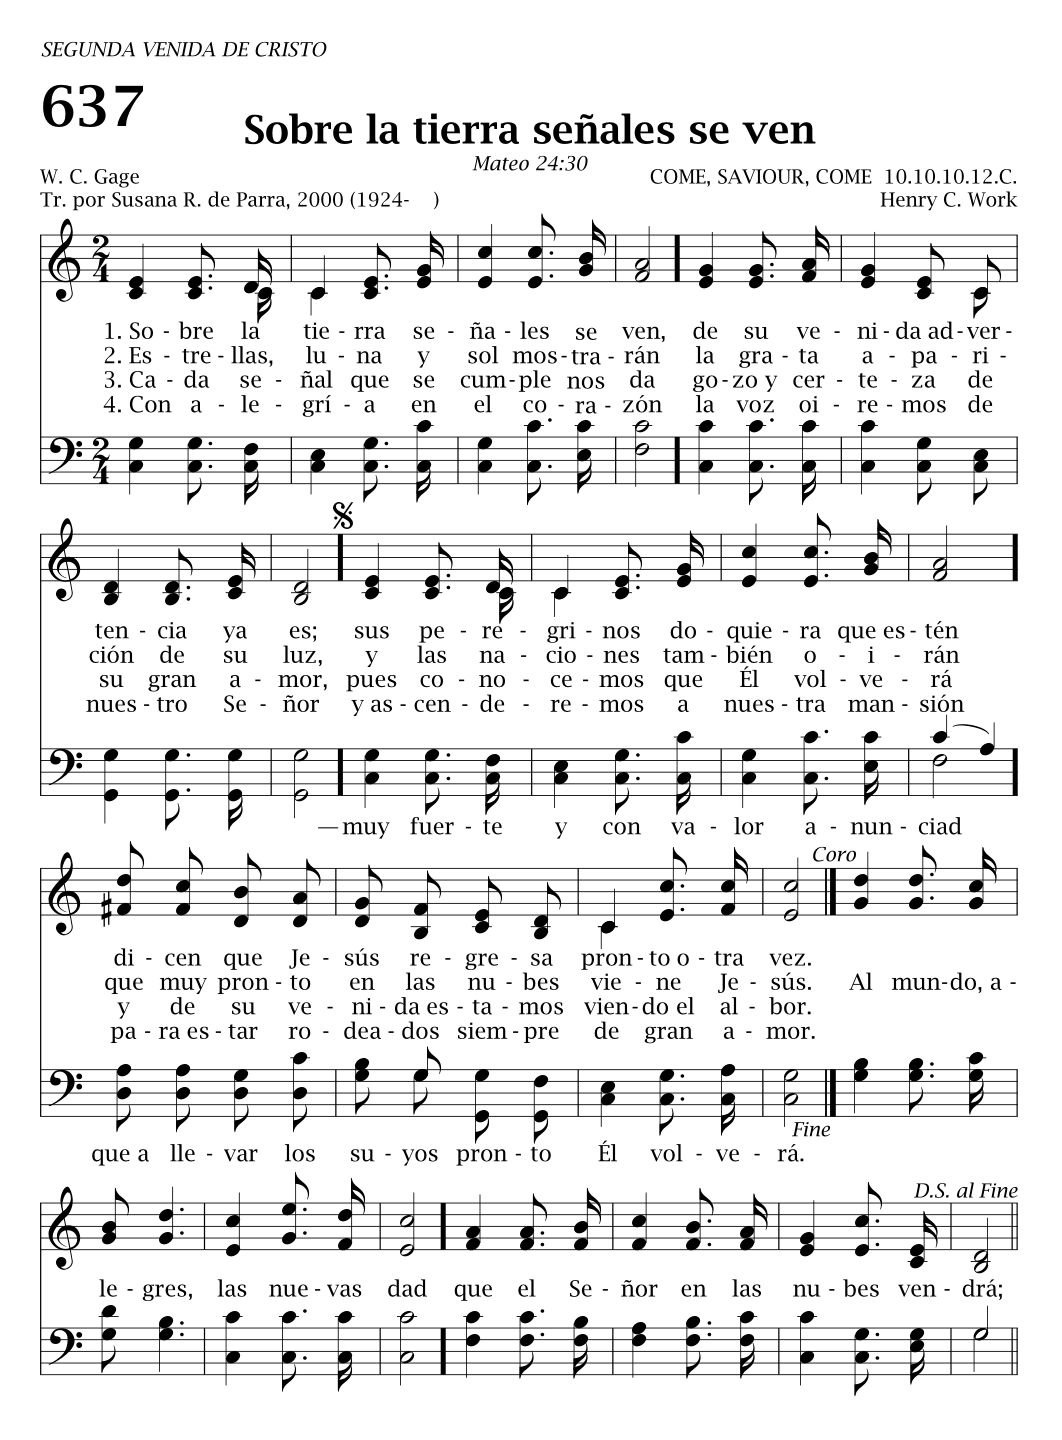 SEGUNDA VENIDA DE CRISTO
637
Sobre la tierra señales se ven
Mateo 24:30
W. C. Gage
COME, SAVIOUR, COME 10.10.10.12.C.
Tr. por Susana R. de Parra, 2000 (1924- )
Henry C. Work
1. So - bre la tie - rra se - ña - les se ven, de su ve - ni - da ad - ver -
2. Es - tre - llas, lu - na y sol mos - tra - rán la gra - ta a - pa - ri -
3. Ca - da se - ñal que se cum - ple nos da go - zo y cer - te - za de
4. Con a - le - grí - a en el co - ra - zón la voz oi - re - mos de
ten - cia ya es; sus pe - re - gri - nos do - quie - ra que es - tén
ción de su luz, y las na - cio - nes tam - bién o - i - rán
su gran a - mor, pues co - no - ce - mos que Él vol - ve - rá
nues - tro Se - ñor y as - cen - de - re - mos a nues - tra man - sión
— muy fuer - te y con va - lor a - nun - ciad
Coro
di - cen que Je - sús re - gre - sa pron - to o - tra vez.
que muy pron - to en las nu - bes vie - ne Je - sús. Al mun - do, a -
y de su ve - ni - da es - ta - mos vien - do el al - bor.
pa - ra es - tar ro - dea - dos siem - pre de gran a - mor.
Fine
que a lle - var los su - yos pron - to Él vol - ve - rá.
D.S. al Fine
le - gres, las nue - vas dad que el Se - ñor en las nu - bes ven - drá;